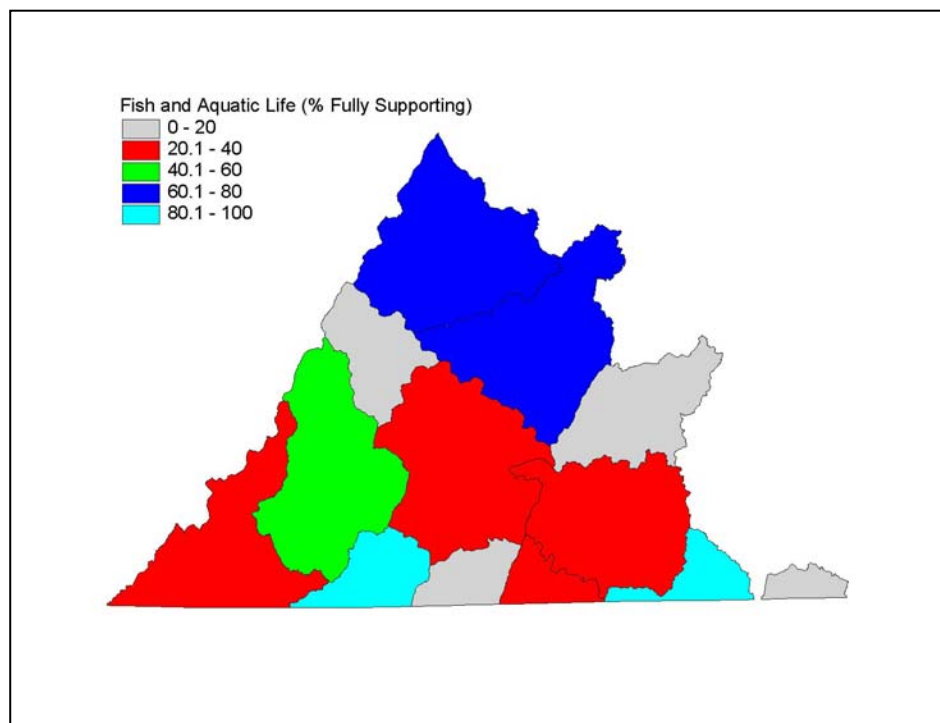 Fish and Aquatic Life (% Fully Supporting)
0 - 20
20.1 - 40
40.1 - 60
60.1 - 80
80.1 - 100